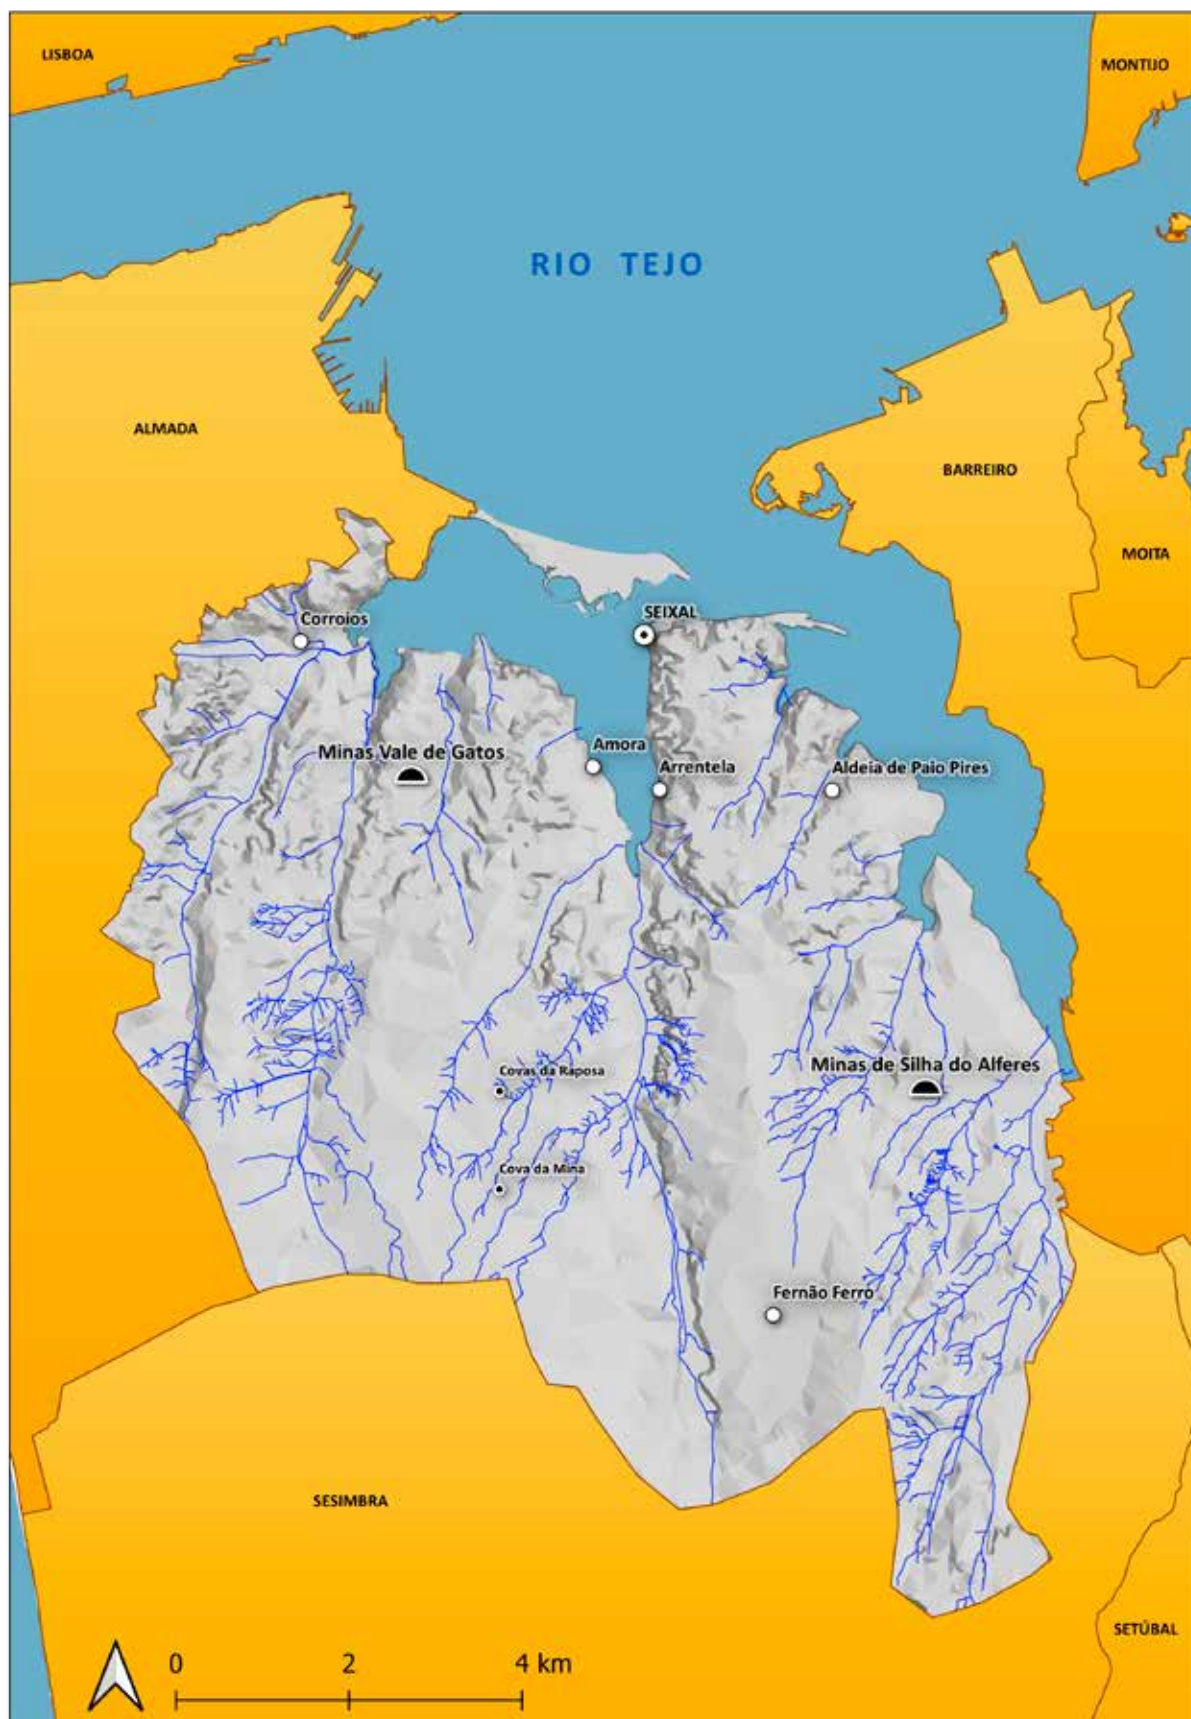 LISBOA
MONTIJO
RIO TEJO
ALMADA
BARREIRO
MOITA
SEIXAL
Corroios
Minas Vale de Gatos
Amora
Arrentela
Aldeia de Paio Pires
Minas de Silha do Alferes
Covas da Raposa
Cova da Mina
Fernão Ferro
SESIMBRA
SETÚBAL
0 2 4 km